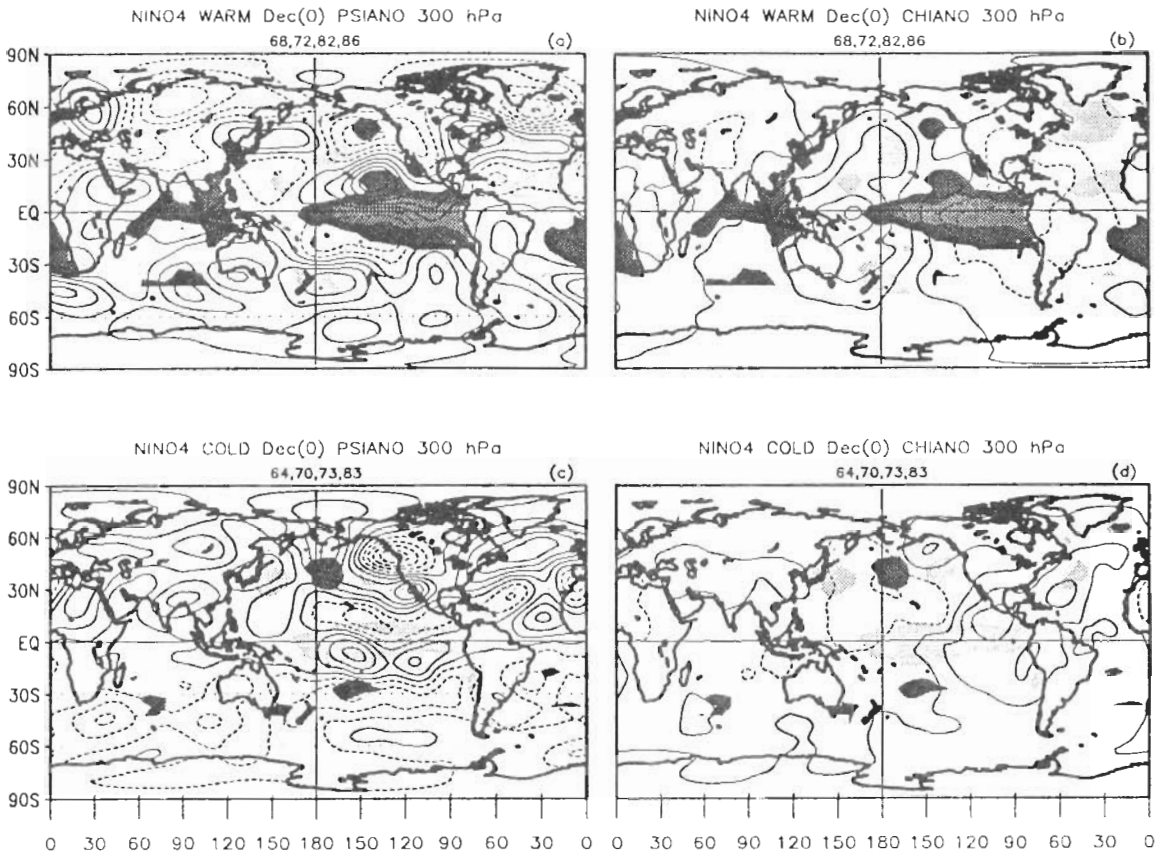 NINO4 WARM Dec(0) PSIANO 300 hPa
68,72,82,86
(a)
90N
60N
30N
EQ
30S
60S
90S
NINO4 WARM Dec(0) CHIANO 300 hPa
68,72,82,86
(b)
NINO4 COLD Dec(0) PSIANO 300 hPa
64,70,73,83
(c)
90N
60N
30N
EQ
30S
60S
90S
0 30 60 90 120 150 180 150 120 90 60 30 0
NINO4 COLD Dec(0) CHIANO 300 hPa
64,70,73,83
(d)
0 30 60 90 120 150 180 150 120 90 60 30 0